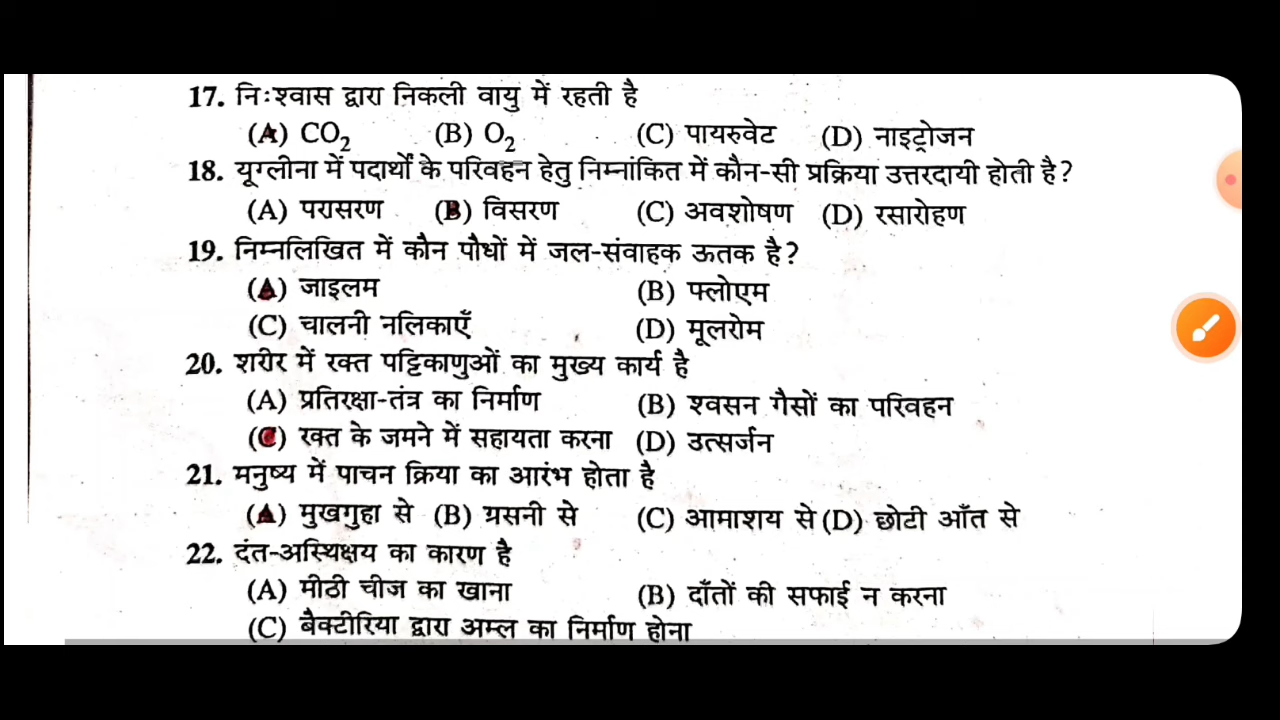 17. निःश्वास द्वारा निकली वायु में रहती है
(A) CO₂ (B) O₂ (C) पायरुवेट (D) नाइट्रोजन
18. यूग्लीना में पदार्थों के परिवहन हेतु निम्नांकित में कौन-सी प्रक्रिया उत्तरदायी होती है?
(A) परासरण (B) विसरण (C) अवशोषण (D) रसारोहण
19. निम्नलिखित में कौन पौधों में जल-संवाहक ऊतक है?
(A) जाइलम (B) फ्लोएम
(C) चालनी नलिकाएँ (D) मूलरोम
20. शरीर में रक्त पट्टिकाणुओं का मुख्य कार्य है
(A) प्रतिरक्षा-तंत्र का निर्माण (B) श्वसन गैसों का परिवहन
(C) रक्त के जमने में सहायता करना (D) उत्सर्जन
21. मनुष्य में पाचन क्रिया का आरंभ होता है
(A) मुखगुहा से (B) ग्रसनी से (C) आमाशय से (D) छोटी आँत से
22. दंत-अस्थिक्षय का कारण है
(A) मीठी चीज का खाना (B) दाँतों की सफाई न करना
(C) बैक्टीरिया द्वारा अम्ल का निर्माण होना